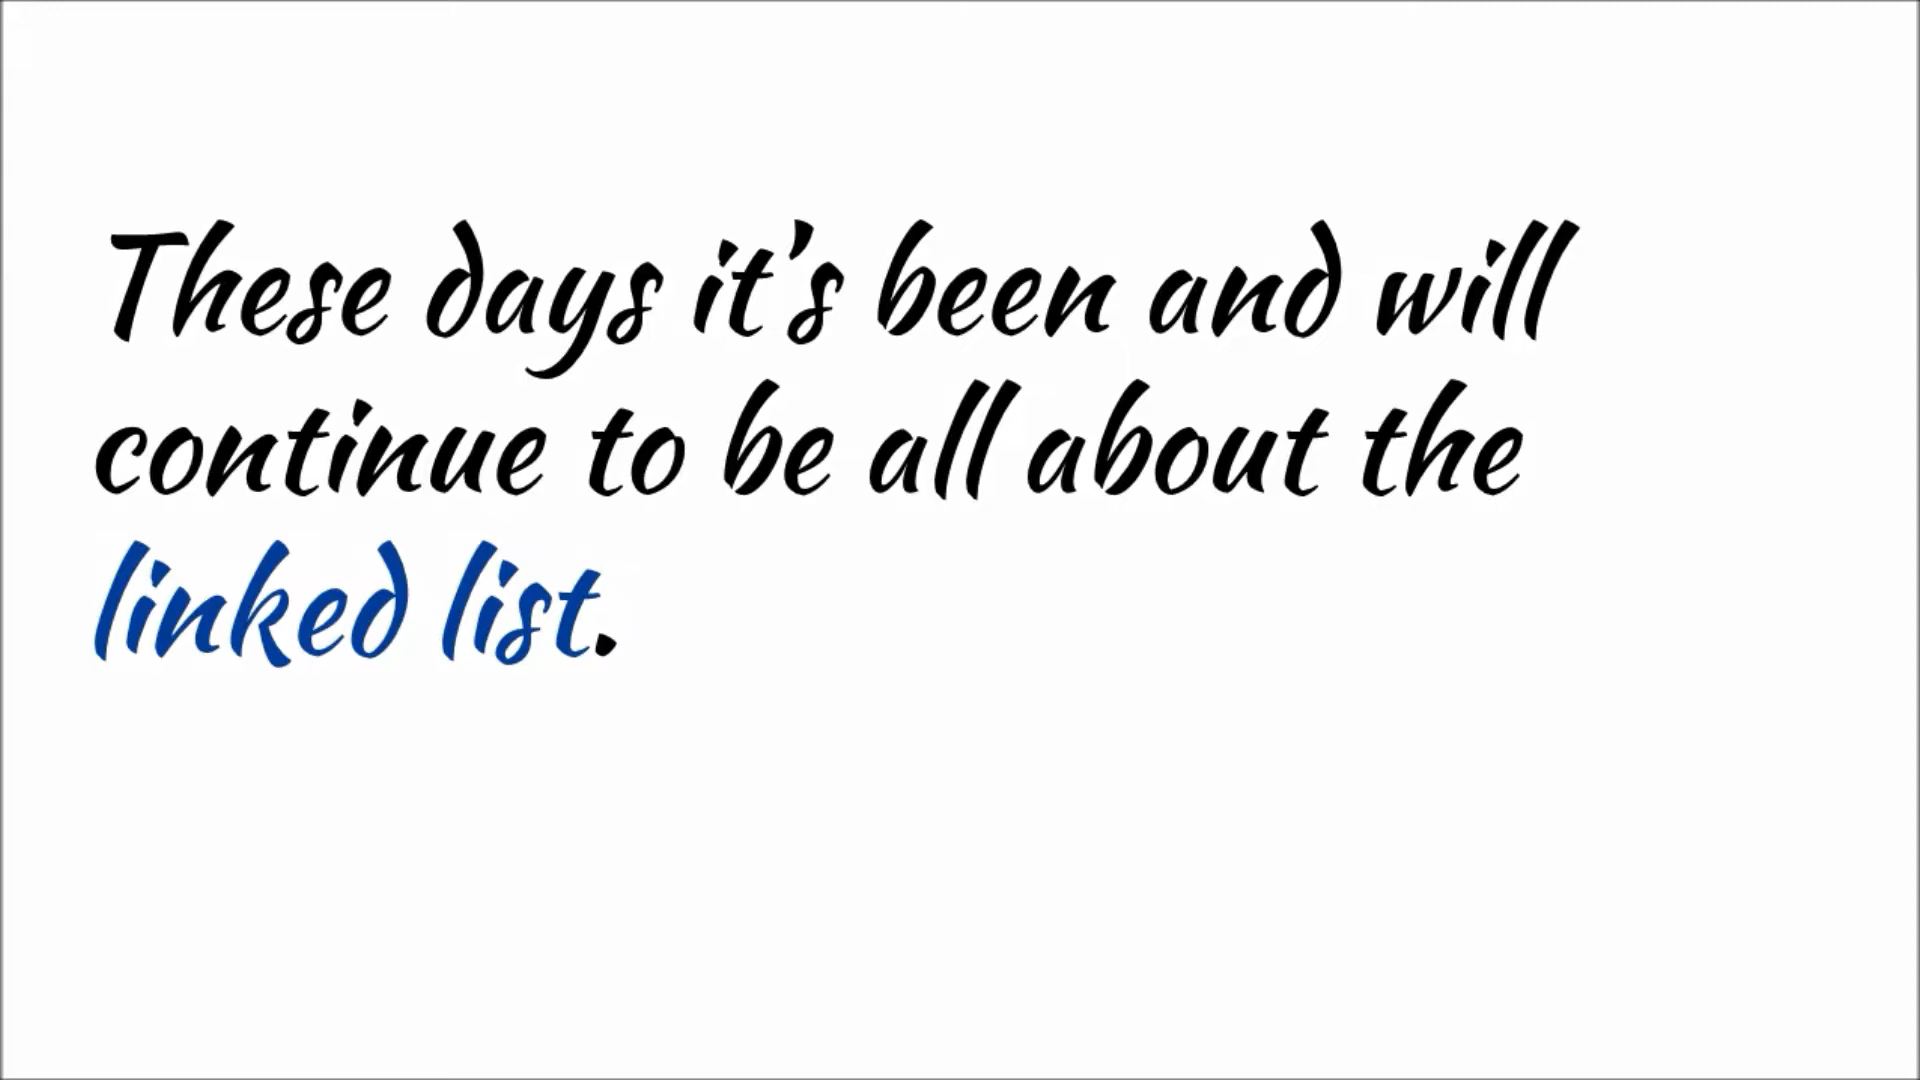 These days it's been and will
continue to be all about the
linked list.